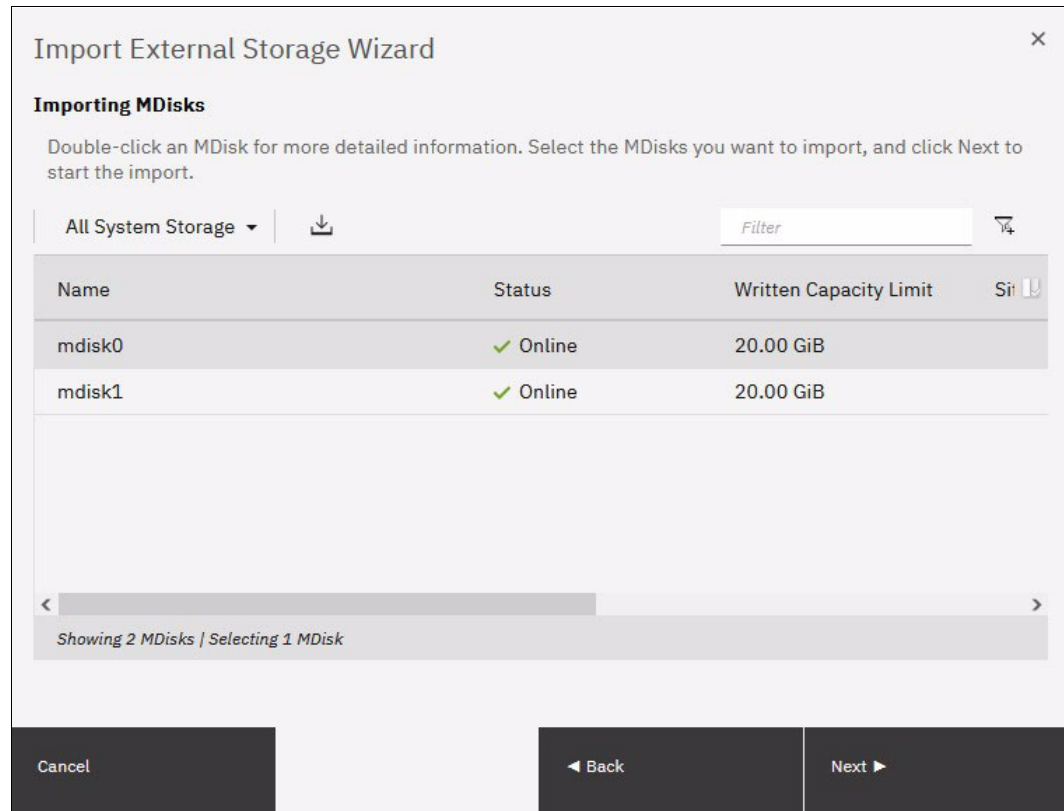 Import External Storage Wizard
Importing MDisks
Double-click an MDisk for more detailed information. Select the MDisks you want to import, and click Next to
start the import.
All System Storage
Filter
Name Status Written Capacity Limit
mdisk0 Online 20.00 GiB
mdisk1 Online 20.00 GiB
Showing 2 MDisks | Selecting 1 MDisk
Cancel Back Next